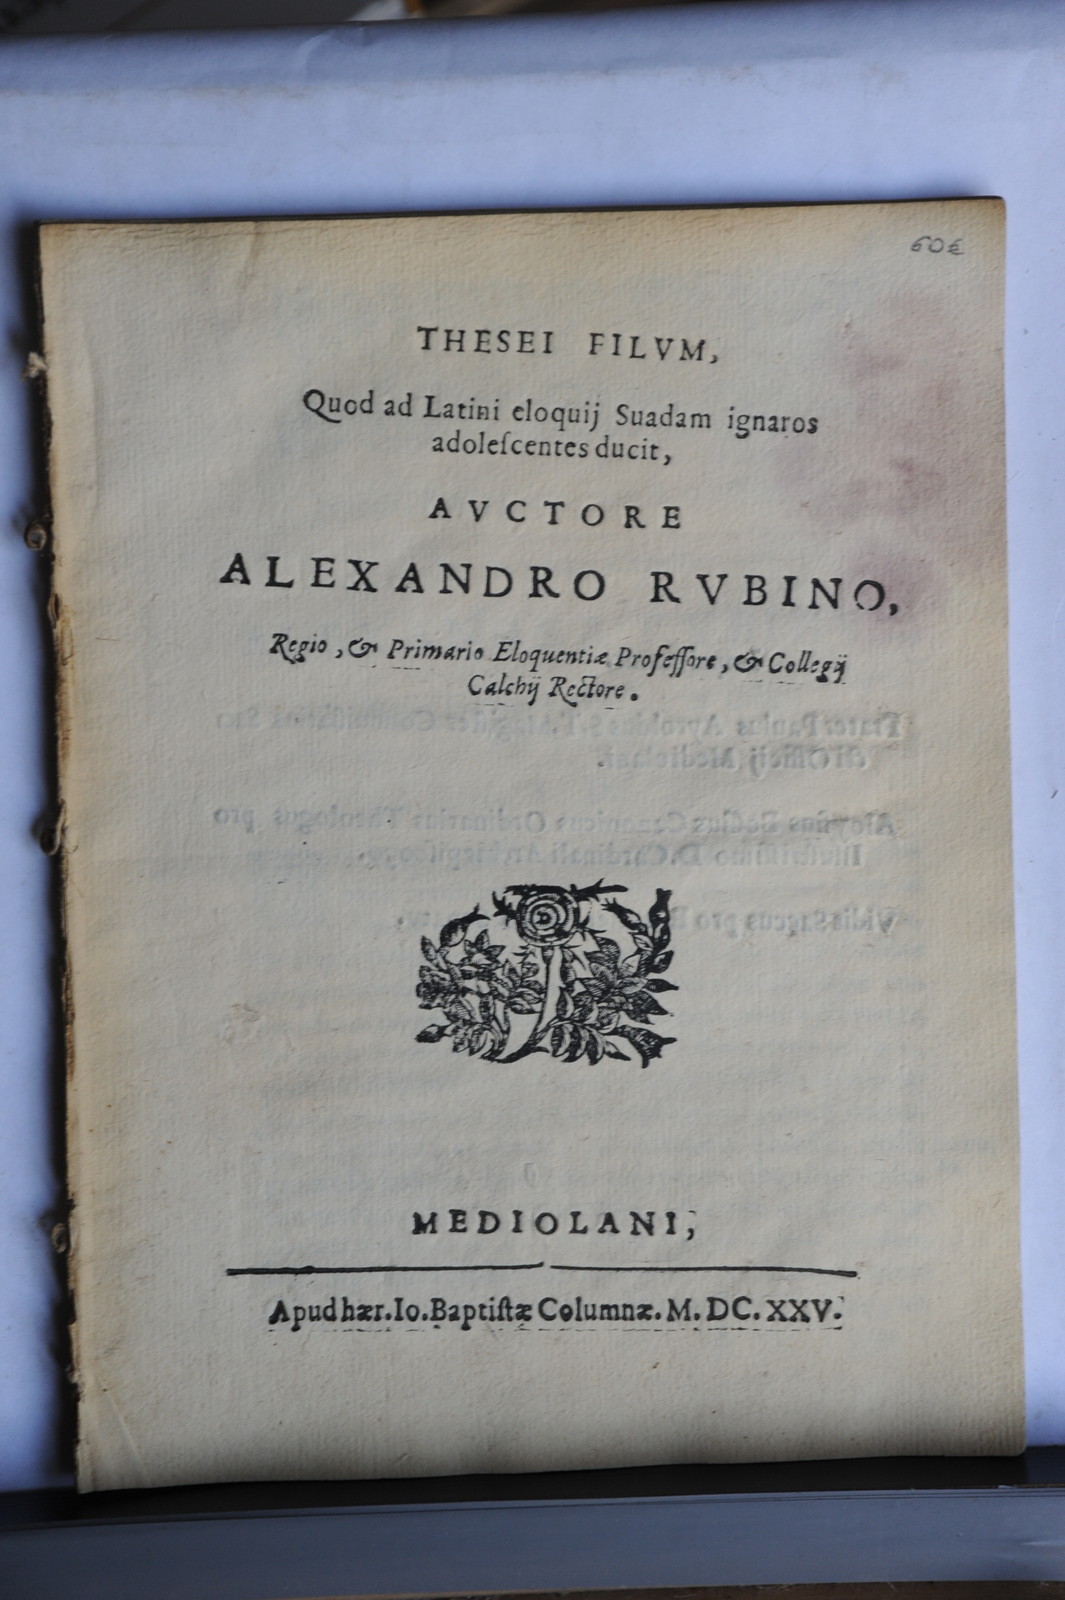 60€
THESEI FILVM,
Quod ad Latini eloquij Suadam ignaros
adoleſcentes ducit,
AVCTORE
ALEXANDRO RVBINO,
Regio, & Primario Eloquentiæ Profeſſore, & Collegij
Calchij Rectore.
MEDIOLANI,
Apud hær. Io. Baptiſtæ Columnæ. M. DC. XXV.